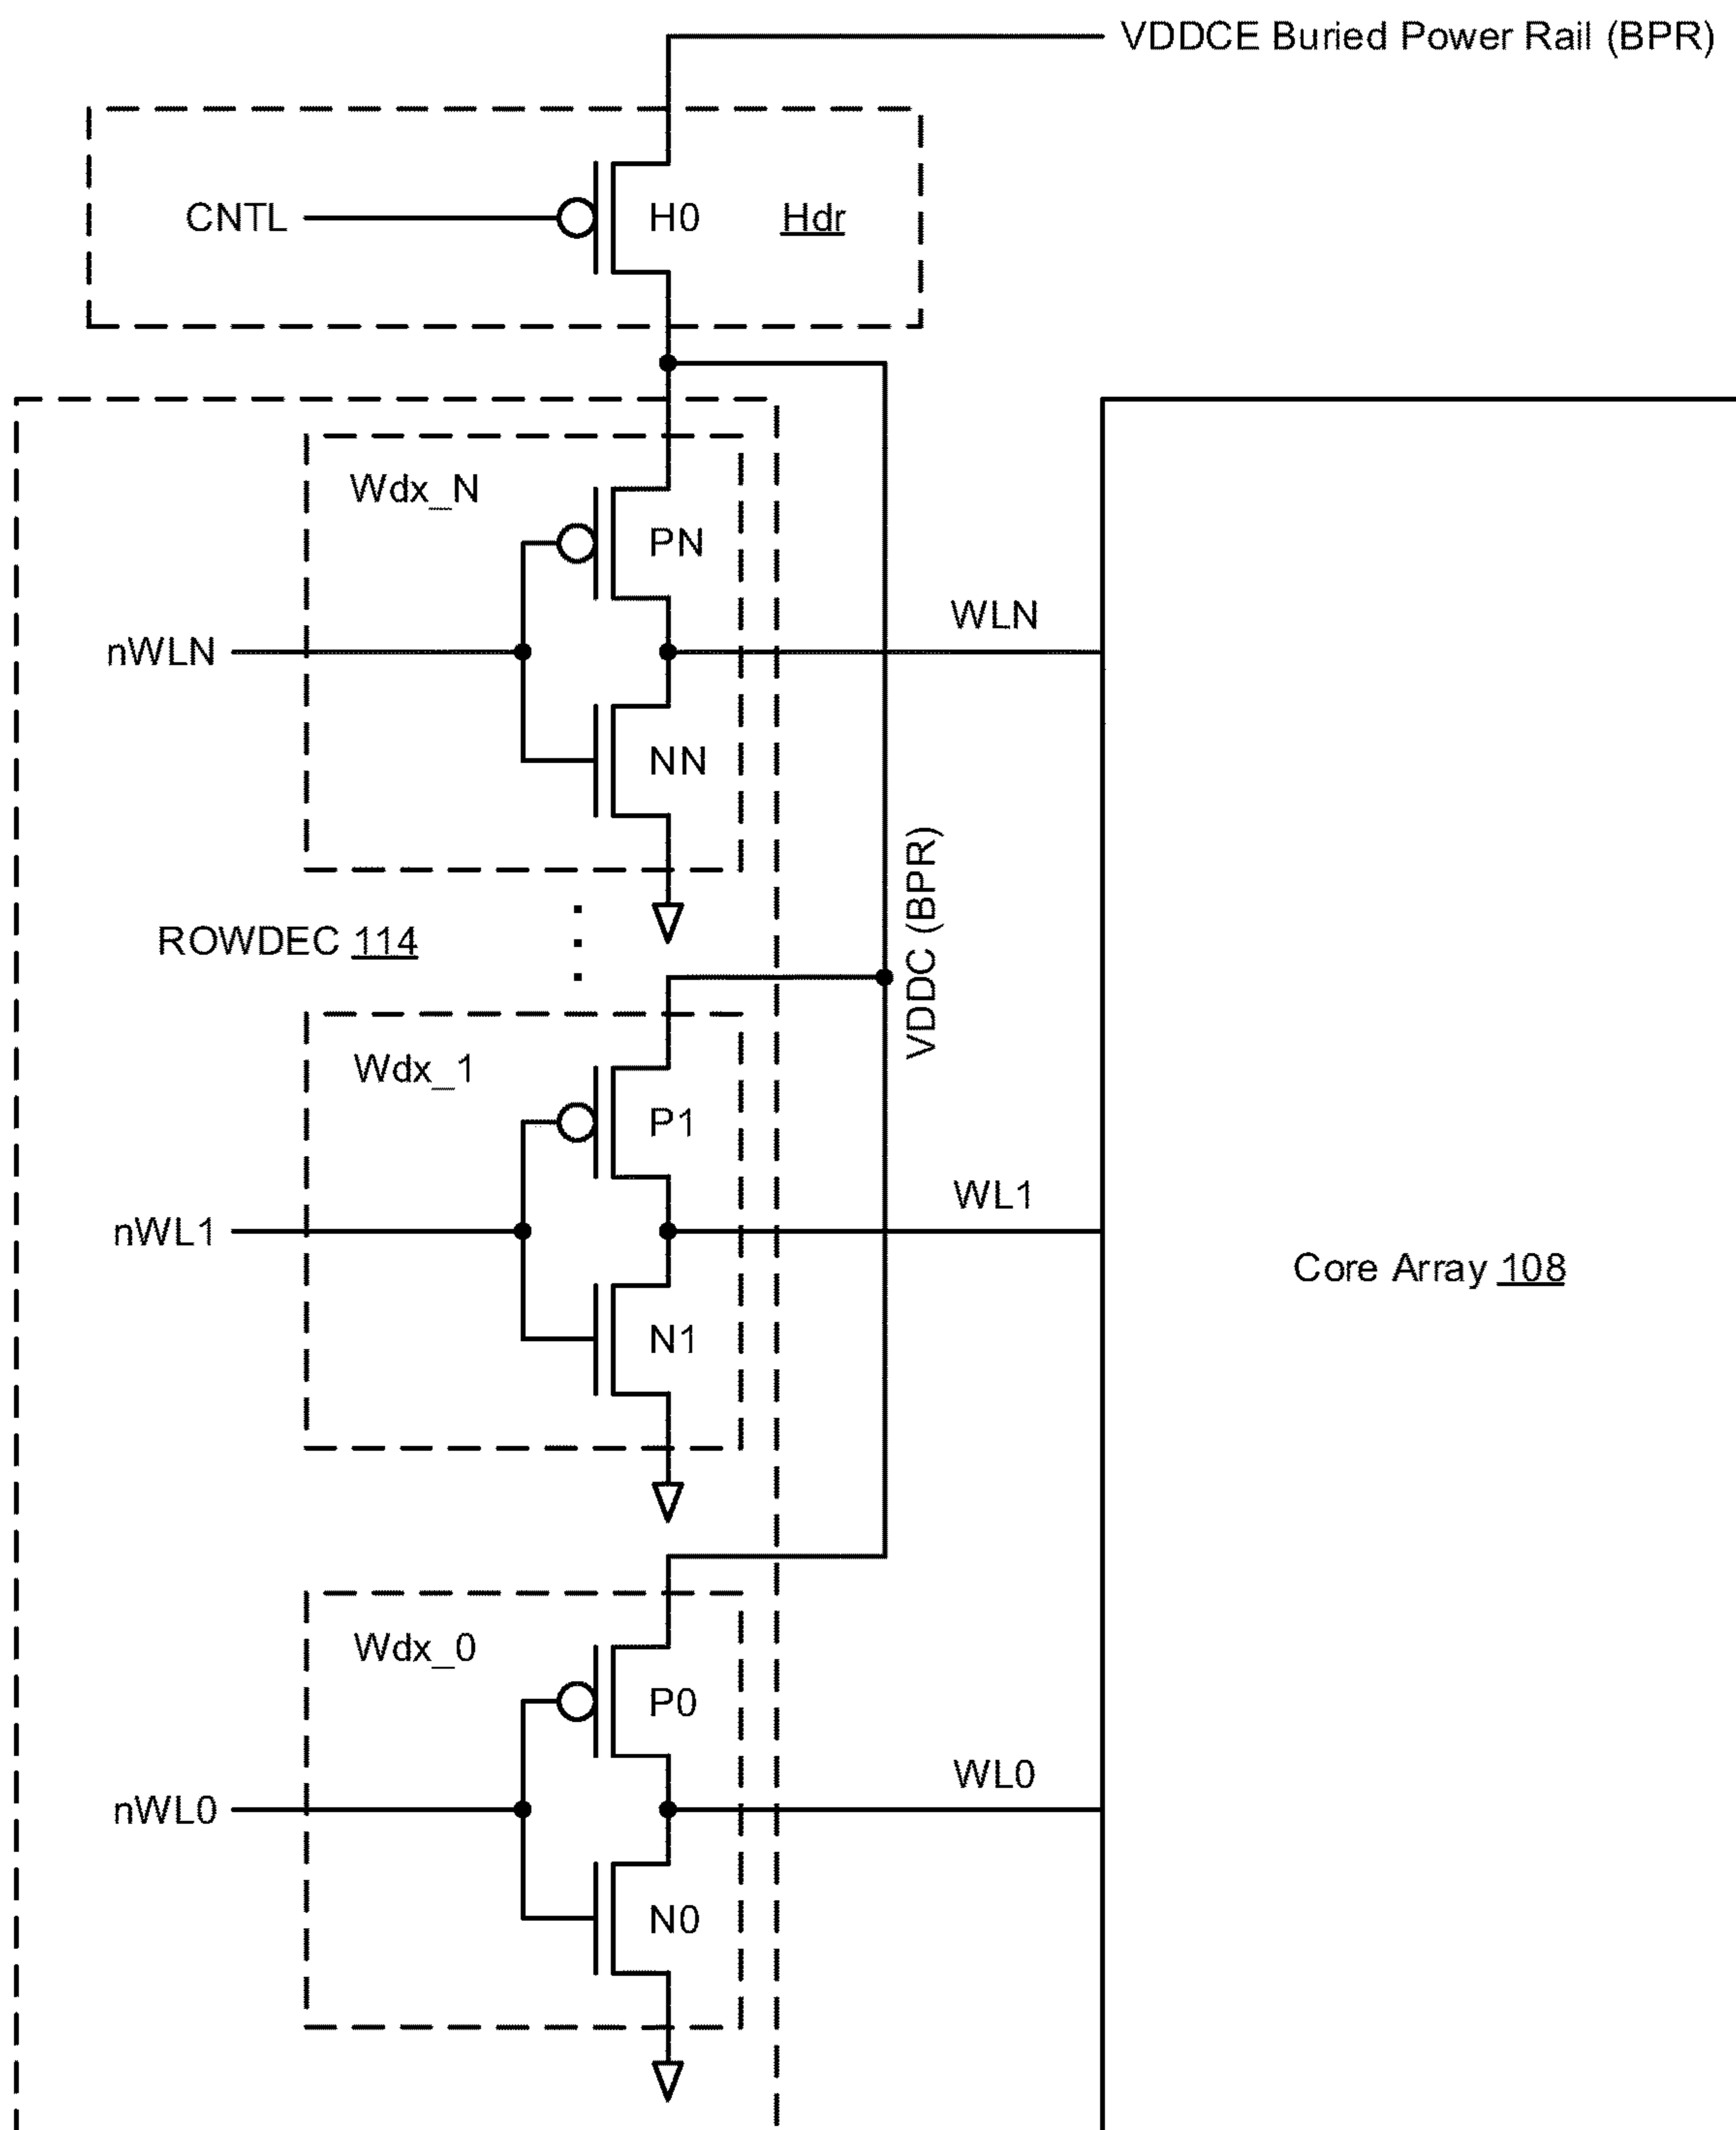 VDDCE Buried Power Rail (BPR)
CNTL
H0
Hdr
Wdx_N
PN
WLN
nWLN
NN
VDDC (BPR)
ROWDEC 114
Wdx_1
P1
WL1
nWL1
Core Array 108
N1
Wdx_0
P0
WL0
nWL0
N0